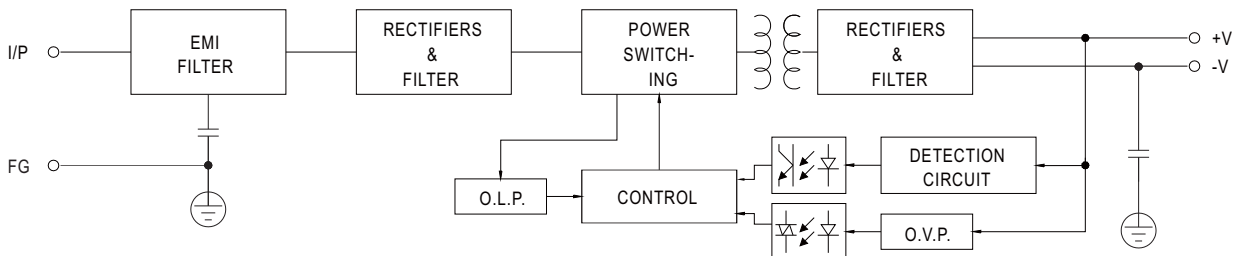 I/P
EMI
FILTER
RECTIFIERS
&
FILTER
POWER
SWITCH-
ING
RECTIFIERS
&
FILTER
+V
-V
FG
O.L.P.
CONTROL
DETECTION
CIRCUIT
O.V.P.